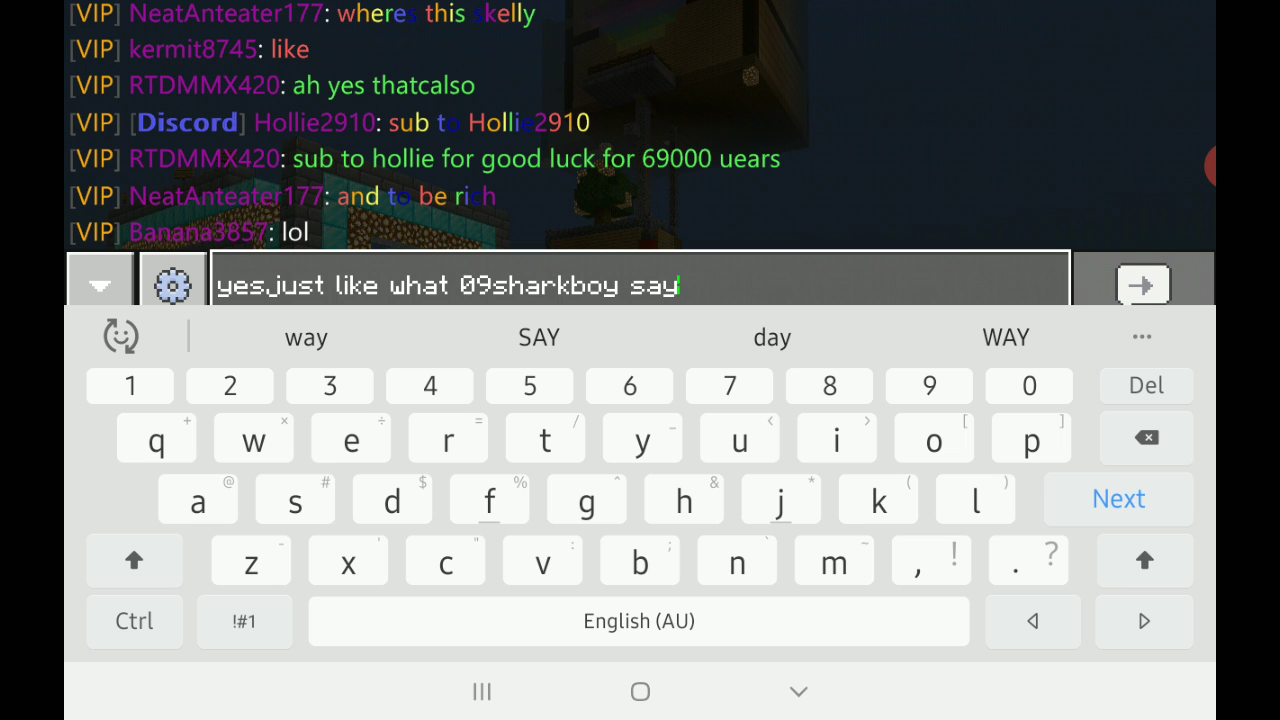 [VIP] NeatAnteater177: wheres this skelly
[VIP] kermit8745: like
[VIP] RTDMMX420: ah yes thatcalso
[VIP] [Discord] Hollie2910: sub to Hollie2910
[VIP] RTDMMX420: sub to hollie for good luck for 69000 uears
[VIP] NeatAnteater177: and to be rich
[VIP] Banana3857: lol
yes,just like what 09sharkboy say
way SAY day WAY ...
1 2 3 4 5 6 7 8 9 0 Del
q + w × e ÷ r = t / y _ u < i > o [ p ]
a @ s # d $ f % g ^ h & j * k ( l ) Next
z - x ' c " v : b ; n ` m ~ , ! . ?
Ctrl !#1 English (AU)